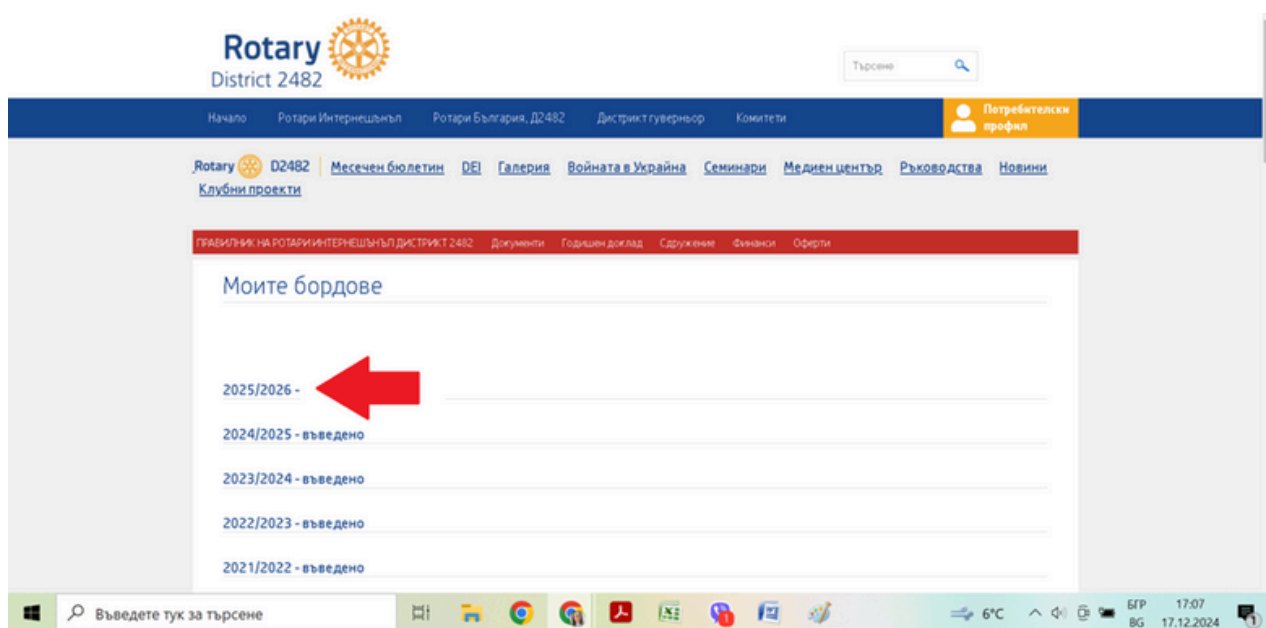 Rotary
District 2482
Търсене
Начало Ротари Интернешънъл Ротари България, Д2482 Дистрикт гуверньор Комитети
Потребителски
профил
Rotary D2482 Месечен бюлетин DEI Галерия Войната в Украйна Семинари Медиен център Ръководства Новини
Клубни проекти
ПРАВИЛНИК НА РОТАРИ ИНТЕРНЕШЪНЪЛ ДИСТРИКТ 2482 Документи Годишен доклад Сдружение Финанси Оферти
Моите бордове
2025/2026 -
2024/2025 - въведено
2023/2024 - въведено
2022/2023 - въведено
2021/2022 - въведено
Въведете тук за търсене
6°C
БГР
BG
17:07
17.12.2024
1
1